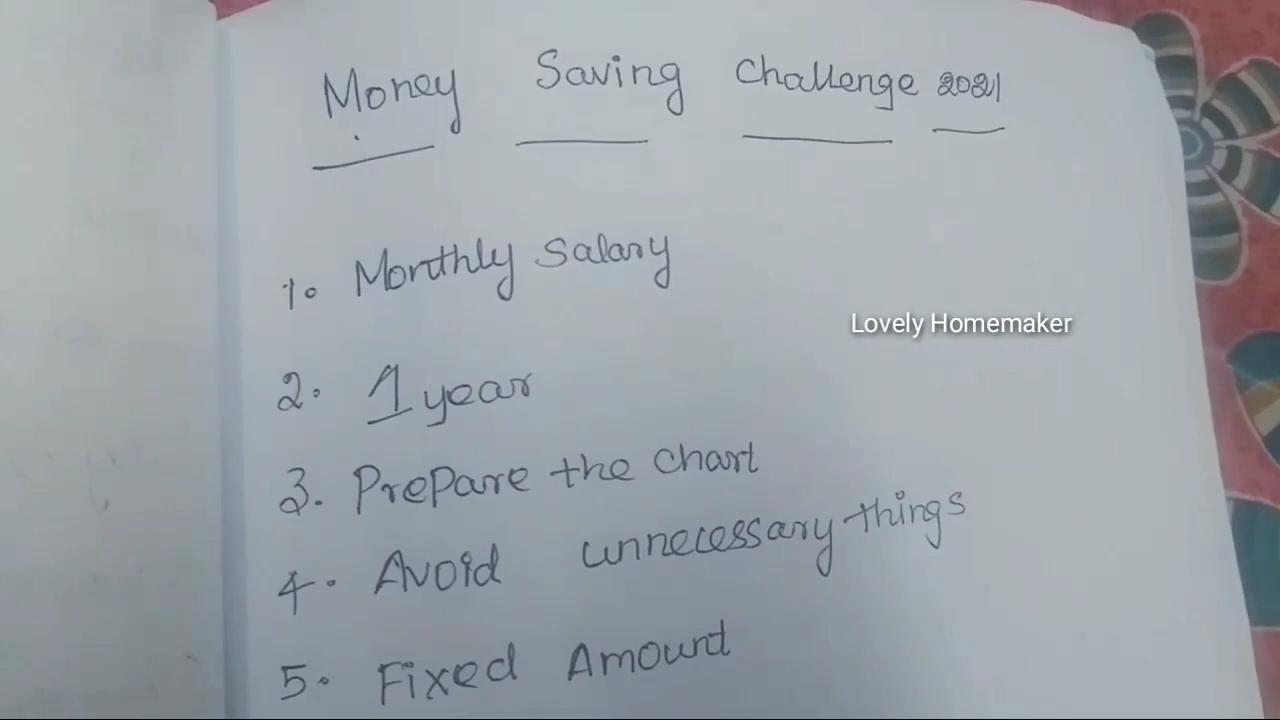 Money Saving Challenge 2021
1. Monthly Salary
Lovely Homemaker
2. 1 year
3. Prepare the chart
4. Avoid unnecessary things
5. Fixed Amount